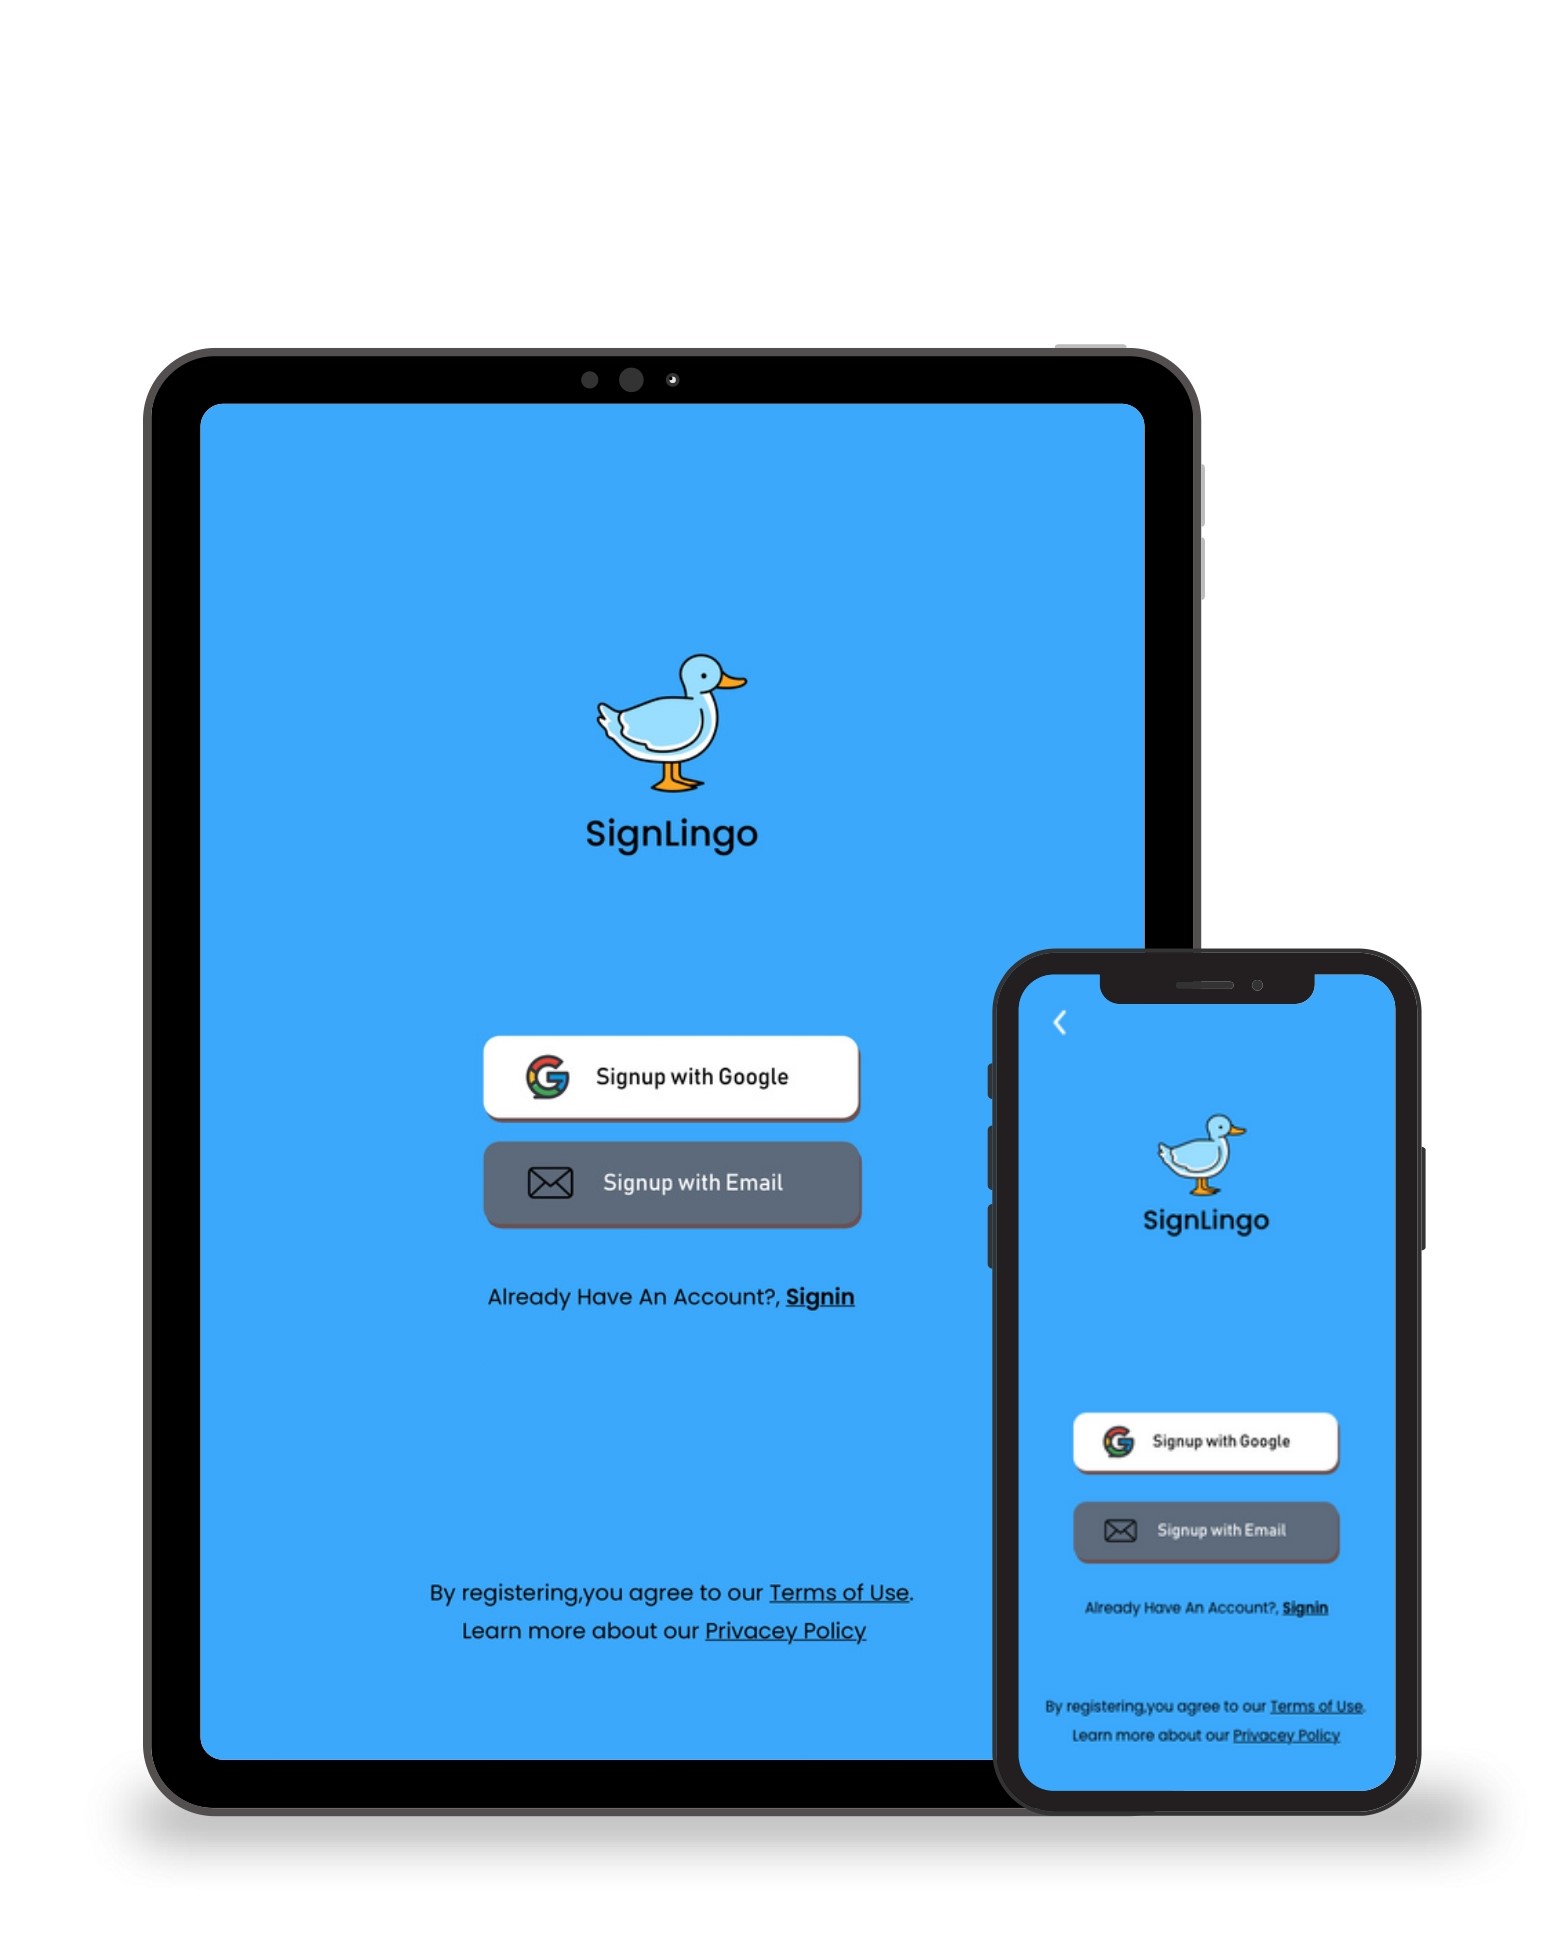 SignLingo
Signup with Google
Signup with Email
Already Have An Account?, Signin
By registering,you agree to our Terms of Use.
Learn more about our Privacey Policy
SignLingo
Signup with Google
Signup with Email
Already Have An Account?, Signin
By registering,you agree to our Terms of Use.
Learn more about our Privacey Policy